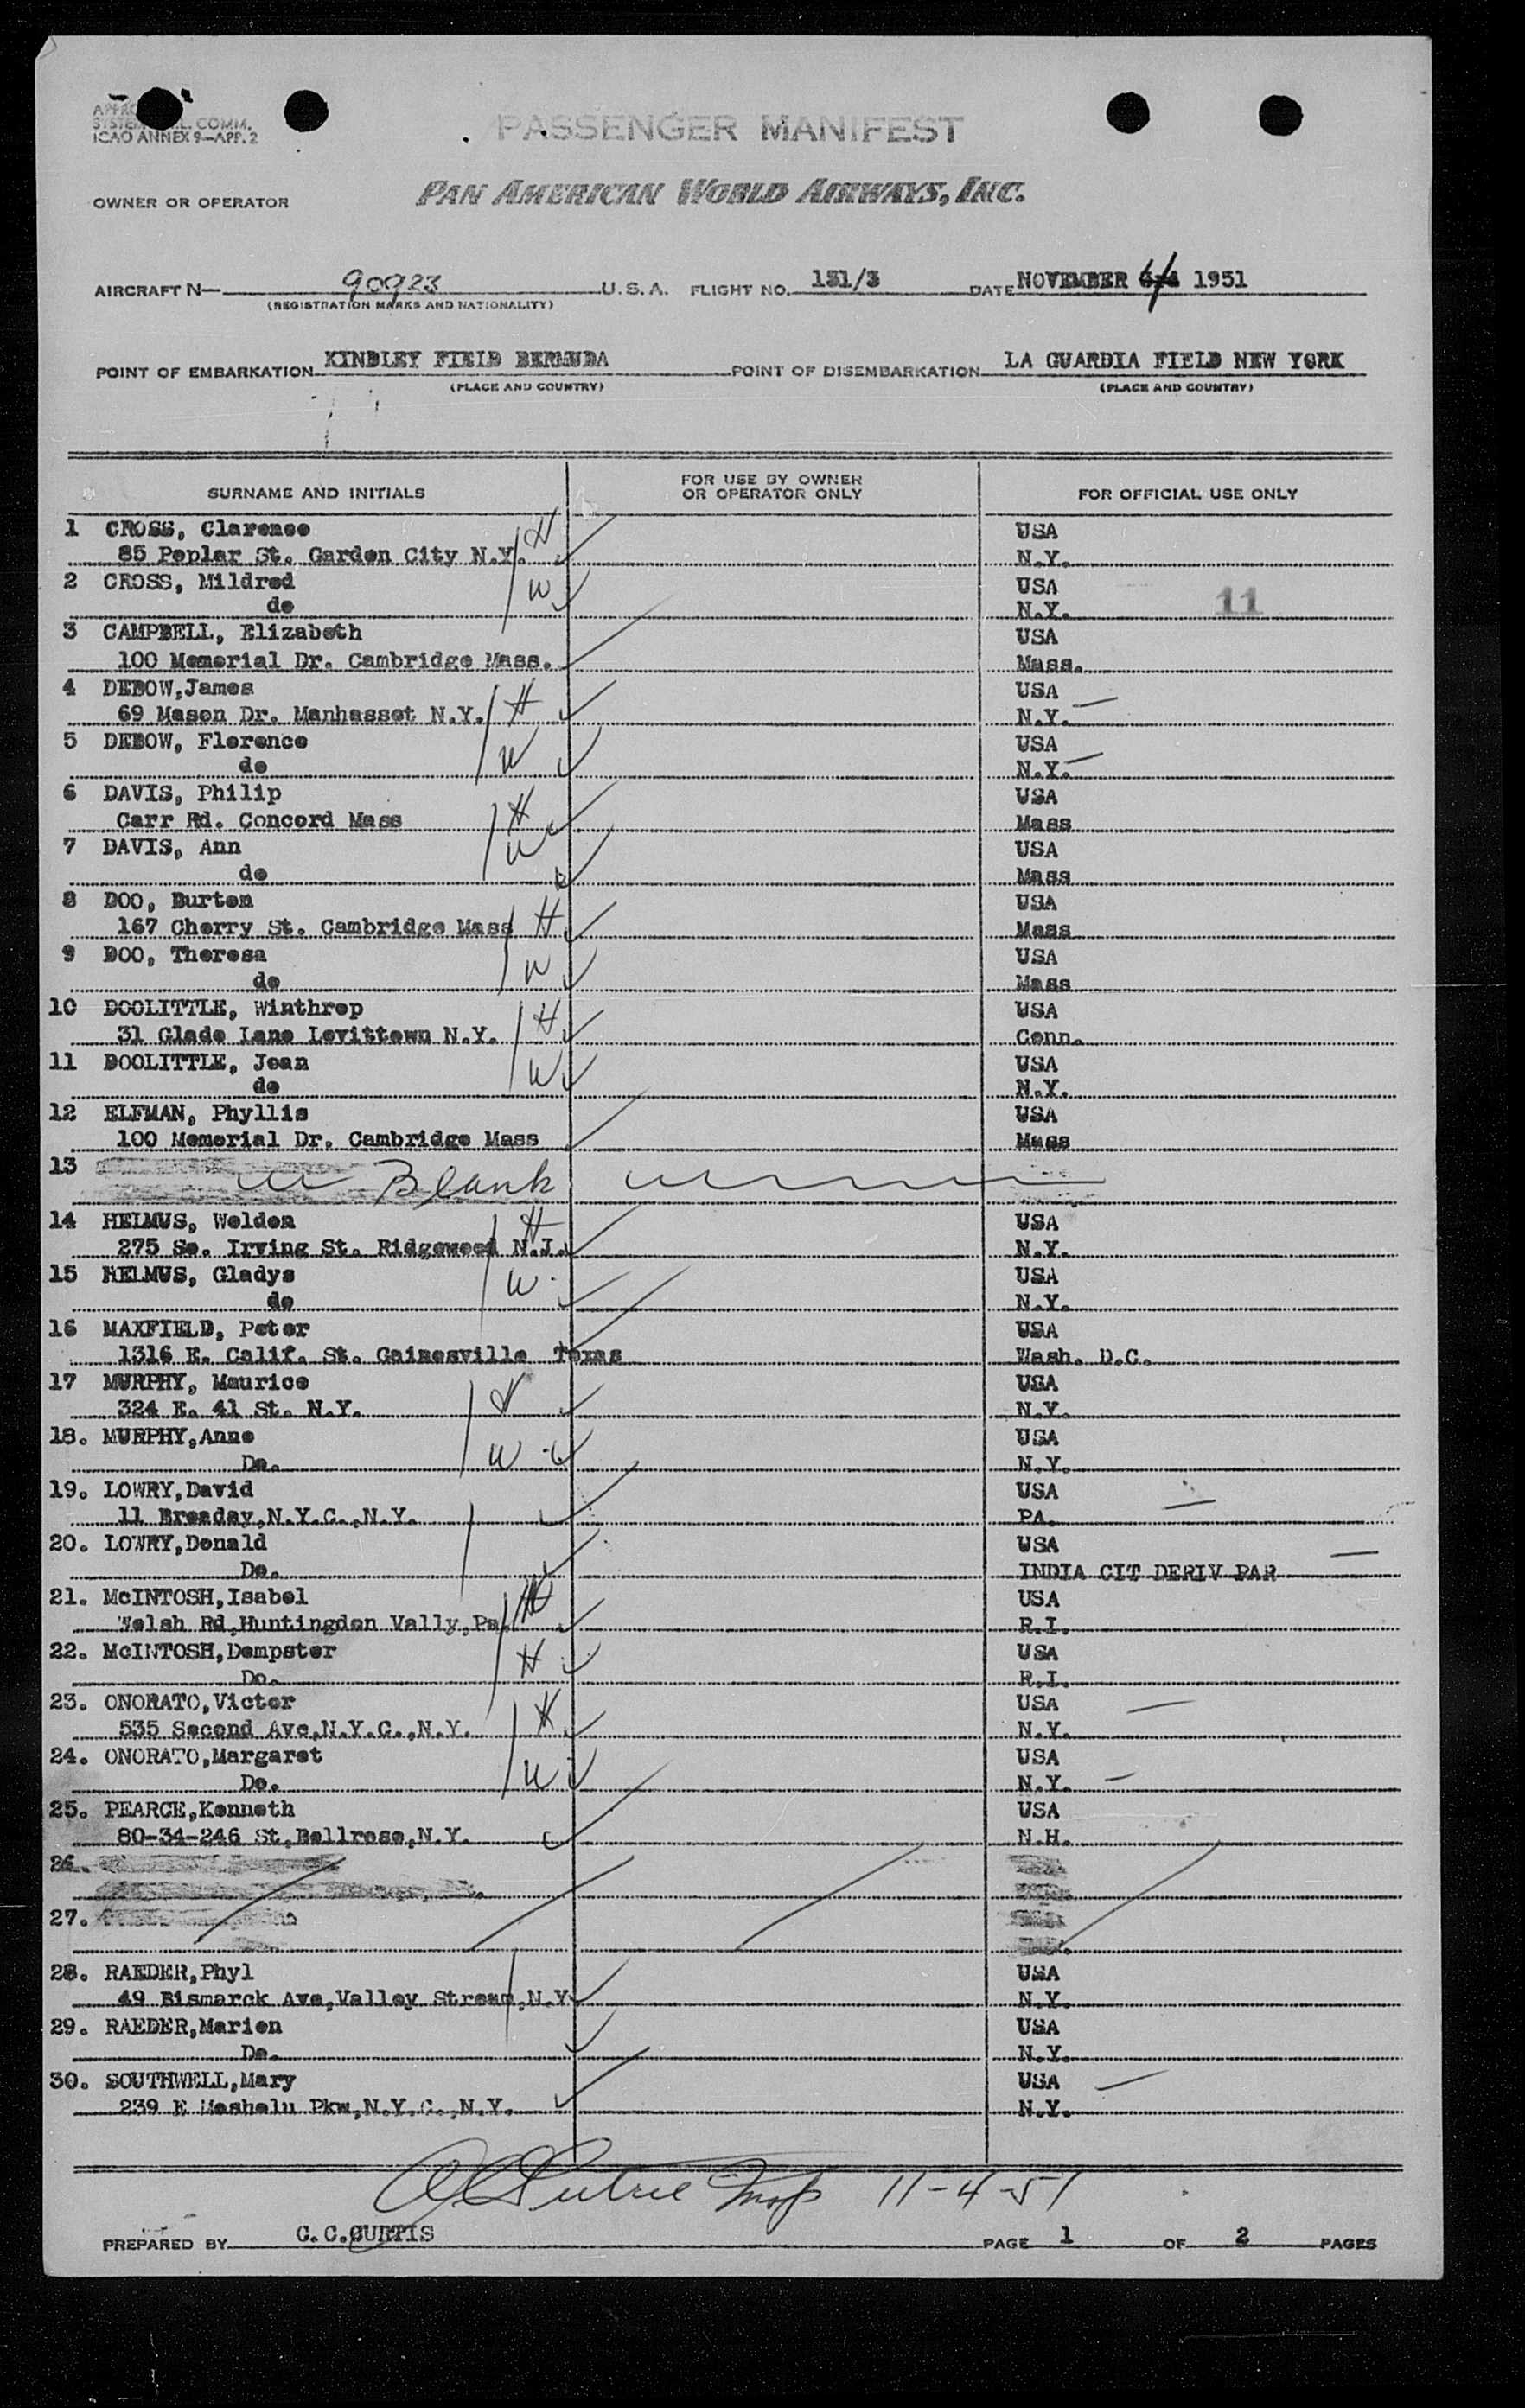 ICAO ANNEX 9—APP. 2
PASSENGER MANIFEST
OWNER OR OPERATOR
PAN AMERICAN WORLD AIRWAYS, INC.
AIRCRAFT N— 90923 U.S.A. FLIGHT NO. 131/3 DATE NOVEMBER 4 1951
(REGISTRATION MARKS AND NATIONALITY)
POINT OF EMBARKATION KINDLEY FIELD BERMUDA POINT OF DISEMBARKATION LA GUARDIA FIELD NEW YORK
(PLACE AND COUNTRY) (PLACE AND COUNTRY)
SURNAME AND INITIALS FOR USE BY OWNER OR OPERATOR ONLY FOR OFFICIAL USE ONLY
1 CROSS, Clarence H USA
85 Poplar St. Garden City N.Y. N.Y.
2 CROSS, Mildred W USA
do N.Y. 11
3 CAMPBELL, Elizabeth USA
100 Memorial Dr. Cambridge Mass. Mass.
4 DEBOW,James H USA
69 Mason Dr. Manhasset N.Y. N.Y.
5 DEBOW, Florence W USA
do N.Y.
6 DAVIS, Philip H USA
Carr Rd. Concord Mass Mass
7 DAVIS, Ann W USA
do Mass
8 DOO, Burton USA
167 Cherry St. Cambridge Mass H Mass
9 DOO, Theresa W USA
do Mass
10 DOOLITTLE, Winthrop USA
31 Glade Lane Levittown N.Y. H Conn.
11 DOOLITTLE, Jean W USA
do N.Y.
12 ELFMAN, Phyllis USA
100 Memorial Dr. Cambridge Mass Mass
13 Blank
14 HELMUS, Weldon H USA
275 So. Irving St. Ridgewood N.J. N.Y.
15 HELMUS, Gladys W USA
do N.Y.
16 MAXFIELD, Peter USA
1316 E. Calif. St. Gainesville Texas Wash. D.C.
17 MURPHY, Maurice H USA
324 E. 41 St. N.Y. N.Y.
18. MURPHY,Anne W USA
Do. N.Y.
19. LOWRY,David USA
11 Broaday,N.Y.C.,N.Y. PA.
20. LOWRY,Donald USA
Do. INDIA CIT DERIV PAR
21. McINTOSH,Isabel W USA
Welsh Rd,Huntingdon Vally,Pa. R.I.
22. McINTOSH,Dempster H USA
Do. R.I.
23. ONORATO,Victor H USA
535 Second Ave,N.Y.C.,N.Y. N.Y.
24. ONORATO,Margaret W USA
Do. N.Y.
25. PEARCE,Kenneth USA
80-34-246 St,Bellrose,N.Y. N.H.
26.
27.
28. RAEDER,Phyl USA
49 Bismarck Ave,Valley Stream,N.Y. N.Y.
29. RAEDER,Marion USA
Do. N.Y.
30. SOUTHWELL,Mary USA
239 E Moshalu Pkw,N.Y.C.,N.Y. N.Y.
11-4-51
PREPARED BY C.C.CURTIS PAGE 1 OF 2 PAGES